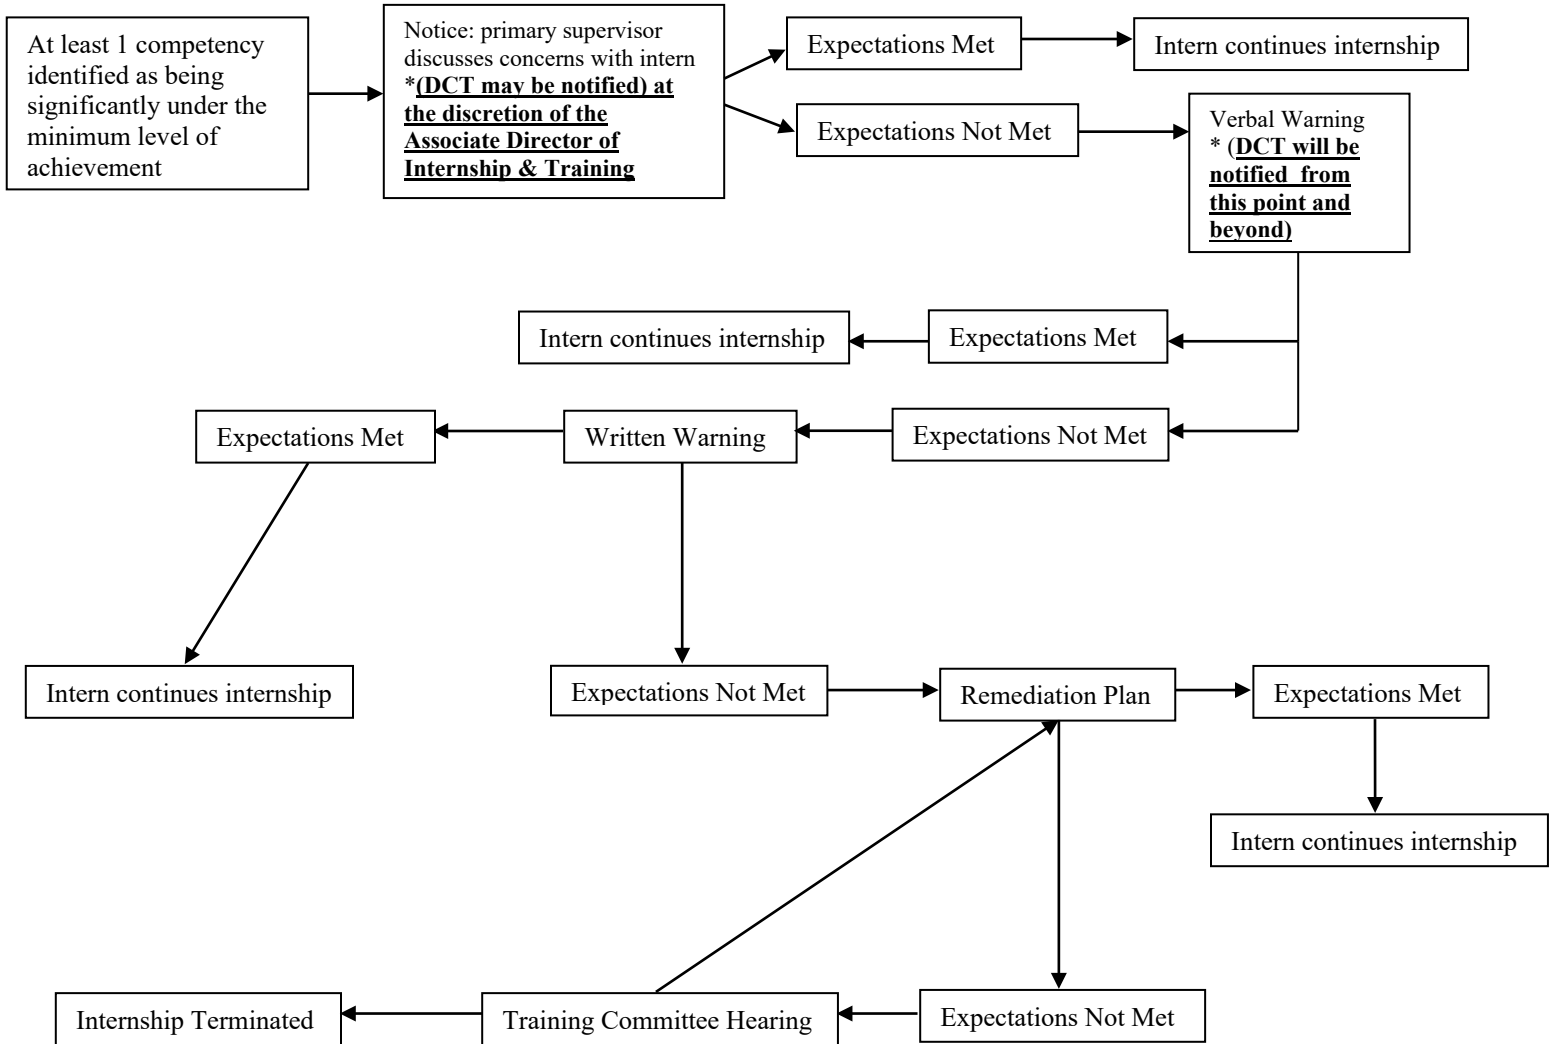 At least 1 competency
identified as being
significantly under the
minimum level of
achievement
Notice: primary supervisor
discusses concerns with intern
*(DCT may be notified) at
the discretion of the
Associate Director of
Internship & Training
Expectations Met
Intern continues internship
Expectations Not Met
Verbal Warning
* (DCT will be
notified from
this point and
beyond)
Expectations Met
Intern continues internship
Expectations Not Met
Written Warning
Expectations Met
Intern continues internship
Expectations Not Met
Remediation Plan
Expectations Met
Intern continues internship
Expectations Not Met
Training Committee Hearing
Internship Terminated